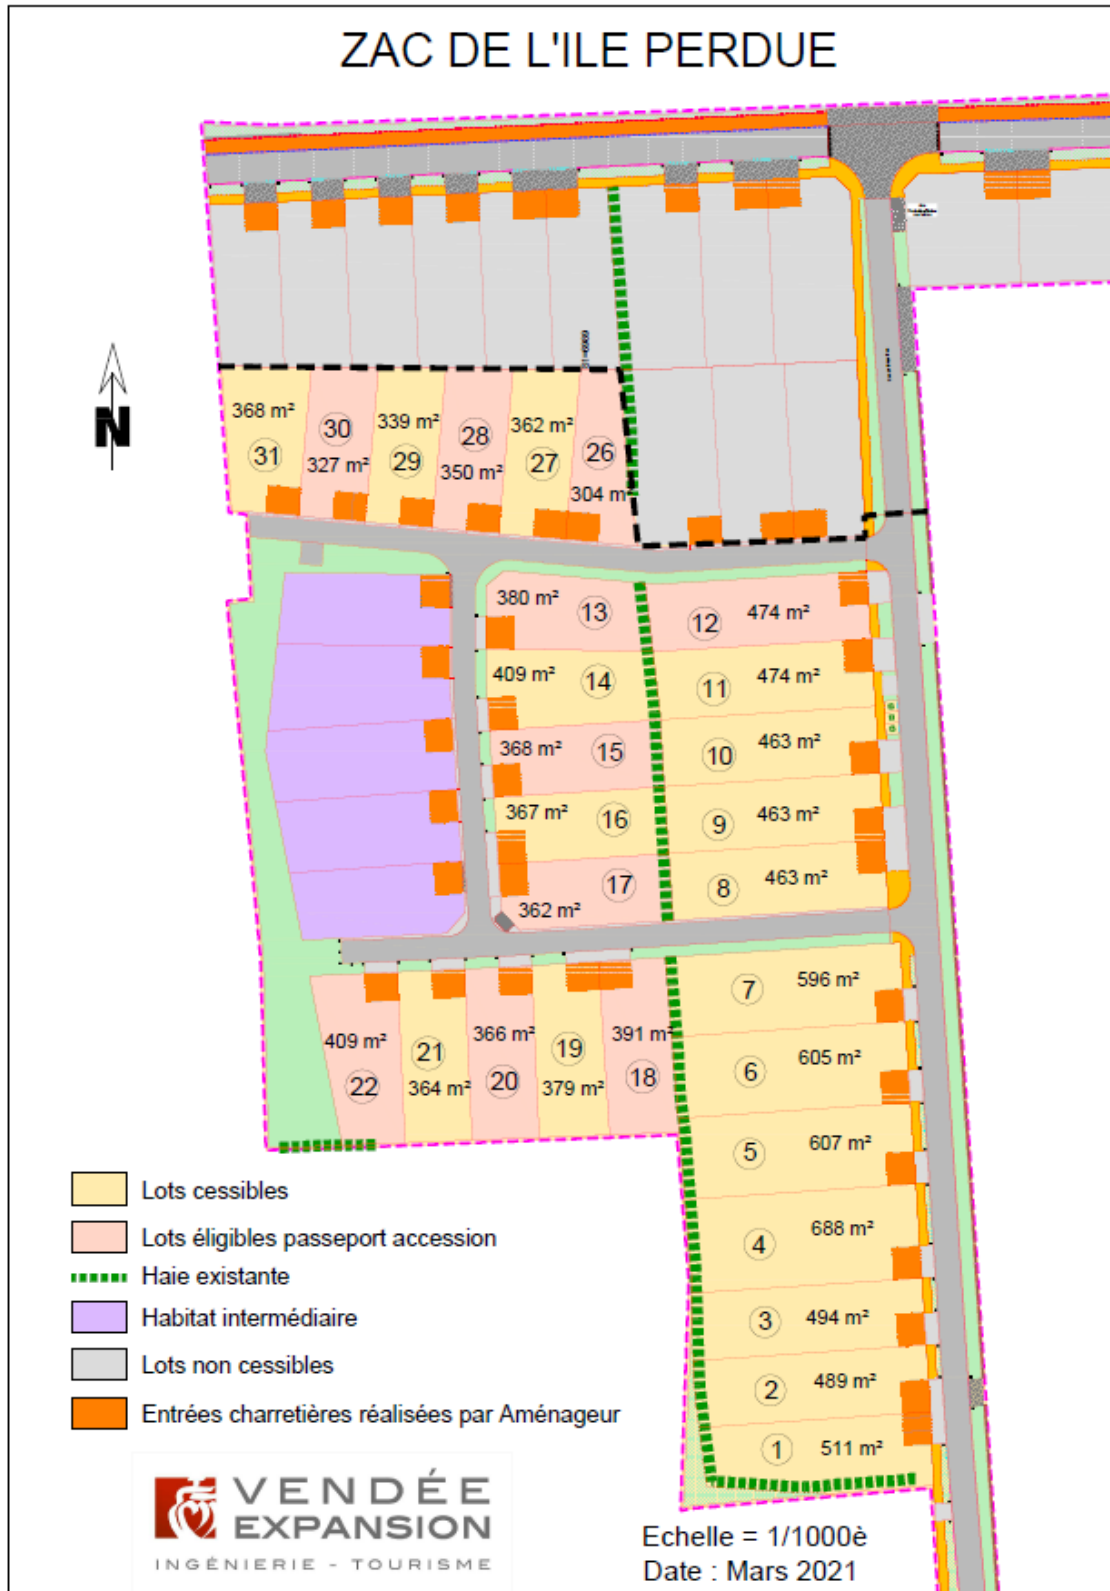 ZAC DE L'ILE PERDUE
N
368 m²
31
30
327 m²
339 m²
29
28
350 m²
362 m²
27
26
304 m²
380 m²
13
12
474 m²
409 m²
14
11
474 m²
368 m²
15
10
463 m²
367 m²
16
9
463 m²
17
362 m²
8
463 m²
7
596 m²
409 m²
22
21
364 m²
366 m²
20
19
379 m²
391 m²
18
6
605 m²
5
607 m²
4
688 m²
3
494 m²
2
489 m²
1
511 m²
Lots cessibles
Lots éligibles passeport accession
Haie existante
Habitat intermédiaire
Lots non cessibles
Entrées charretières réalisées par Aménageur
VENDÉE
EXPANSION
INGÉNIERIE - TOURISME
Echelle = 1/1000è
Date : Mars 2021